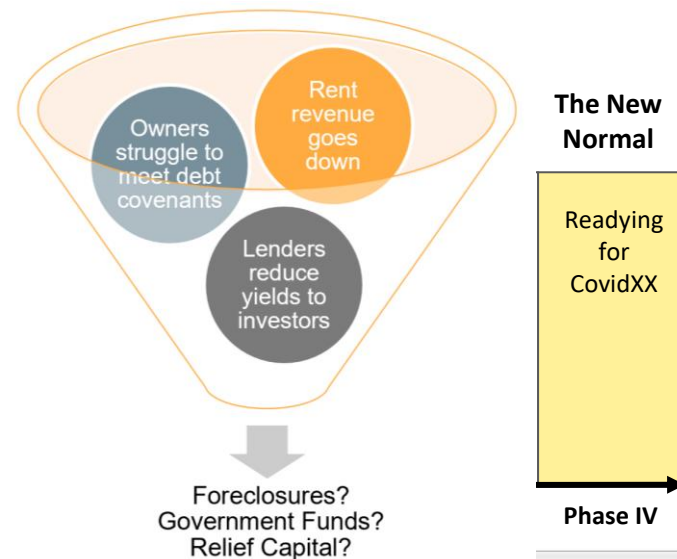 Rent
revenue
goes
down
Owners
struggle to
meet debt
covenants
Lenders
reduce
yields to
investors
Foreclosures?
Government Funds?
Relief Capital?
The New
Normal
Readying
for
CovidXX
Phase IV